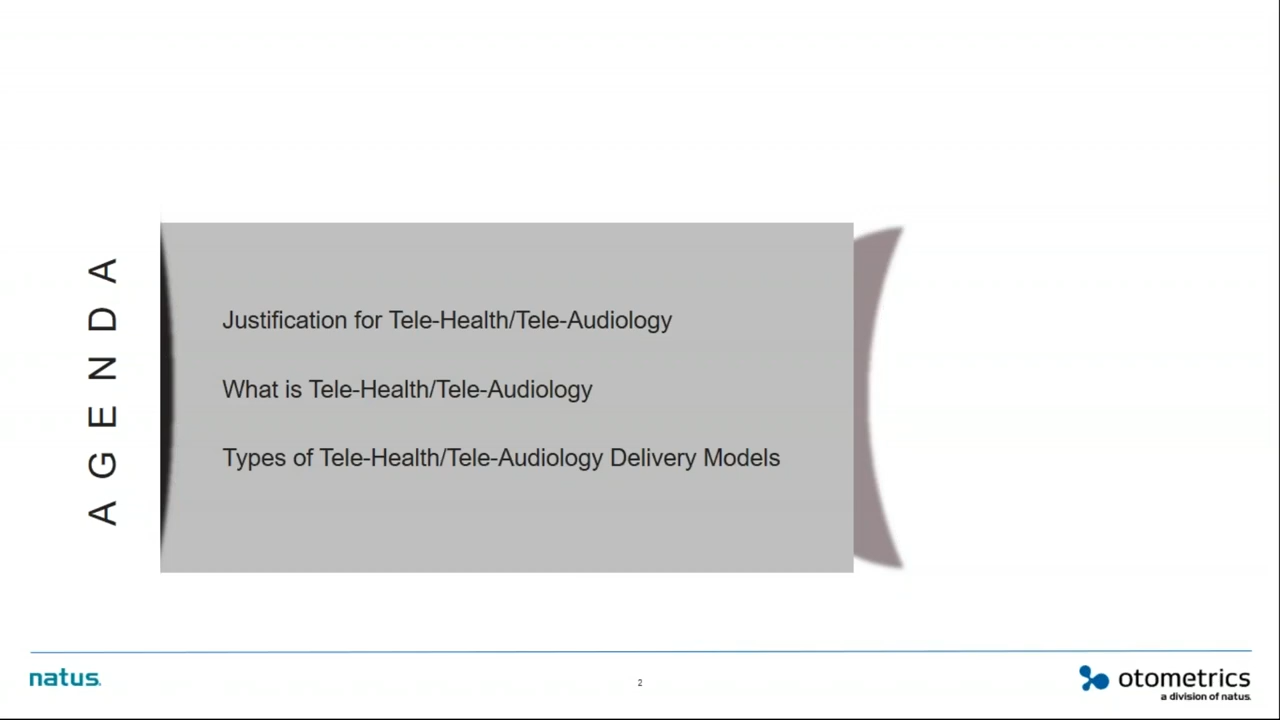 AGENDA
Justification for Tele-Health/Tele-Audiology
What is Tele-Health/Tele-Audiology
Types of Tele-Health/Tele-Audiology Delivery Models
natus.
2
otometrics
a division of natus.